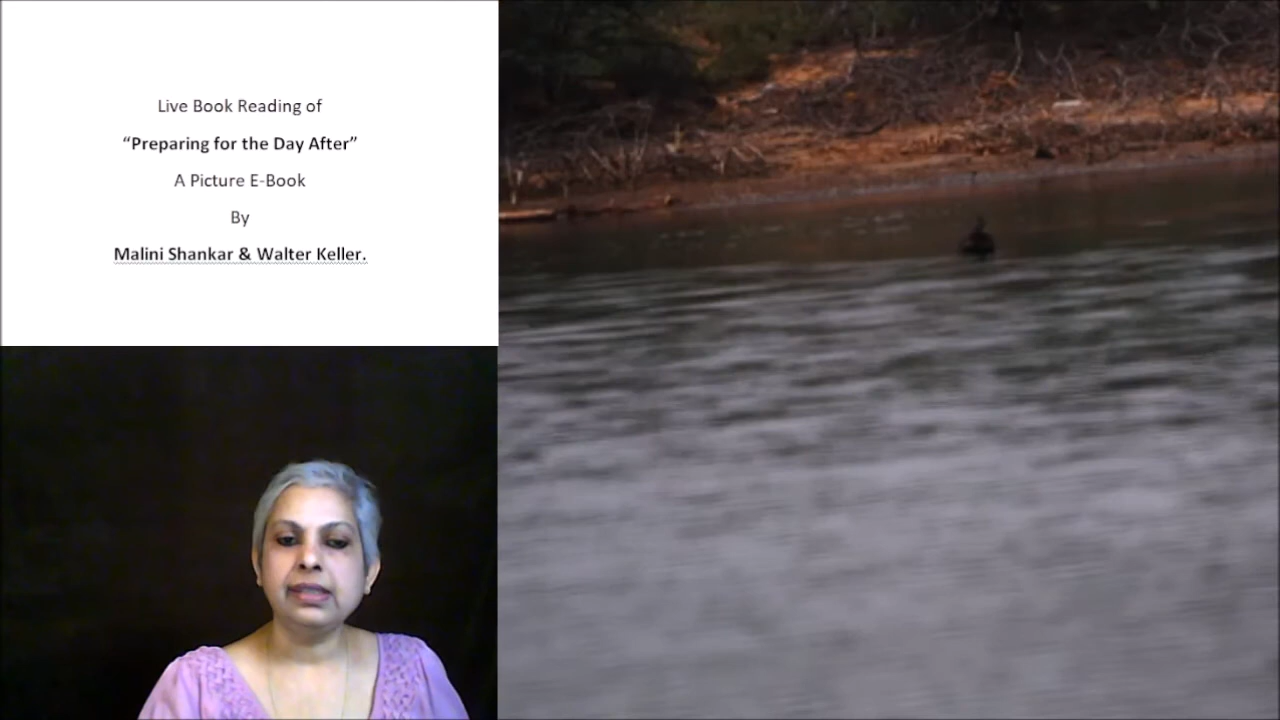 Live Book Reading of
“Preparing for the Day After”
A Picture E-Book
By
Malini Shankar & Walter Keller.